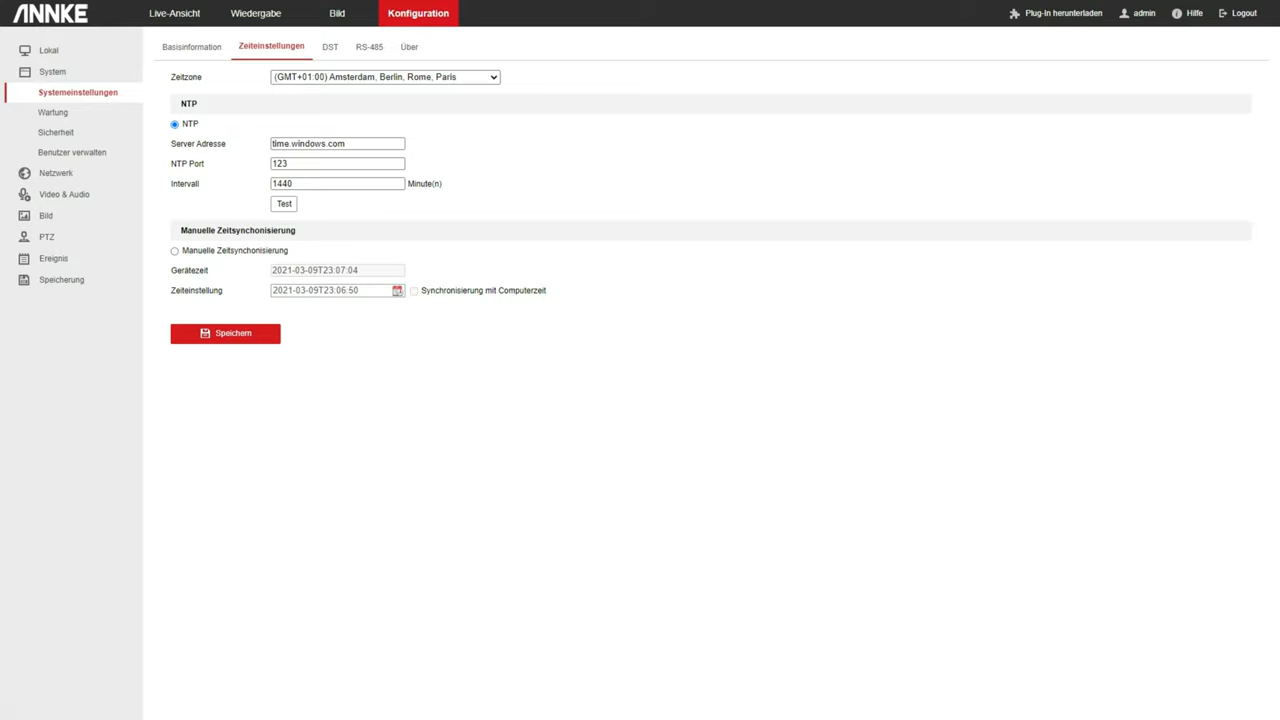 ANNKE Live-Ansicht Wiedergabe Bild Konfiguration Plug-In herunterladen admin Hilfe Logout
Lokal
System
Systemeinstellungen
Wartung
Sicherheit
Benutzer verwalten
Netzwerk
Video & Audio
Bild
PTZ
Ereignis
Speicherung
Basisinformation Zeiteinstellungen DST RS-485 Über
Zeitzone (GMT+01:00) Amsterdam, Berlin, Rome, Paris
NTP
NTP
Server Adresse time.windows.com
NTP Port 123
Intervall 1440 Minute(n)
Test
Manuelle Zeitsynchonisierung
Manuelle Zeitsynchonisierung
Gerätezeit 2021-03-09T23:07:04
Zeiteinstellung 2021-03-09T23:06:50 Synchronisierung mit Computerzeit
Speichern